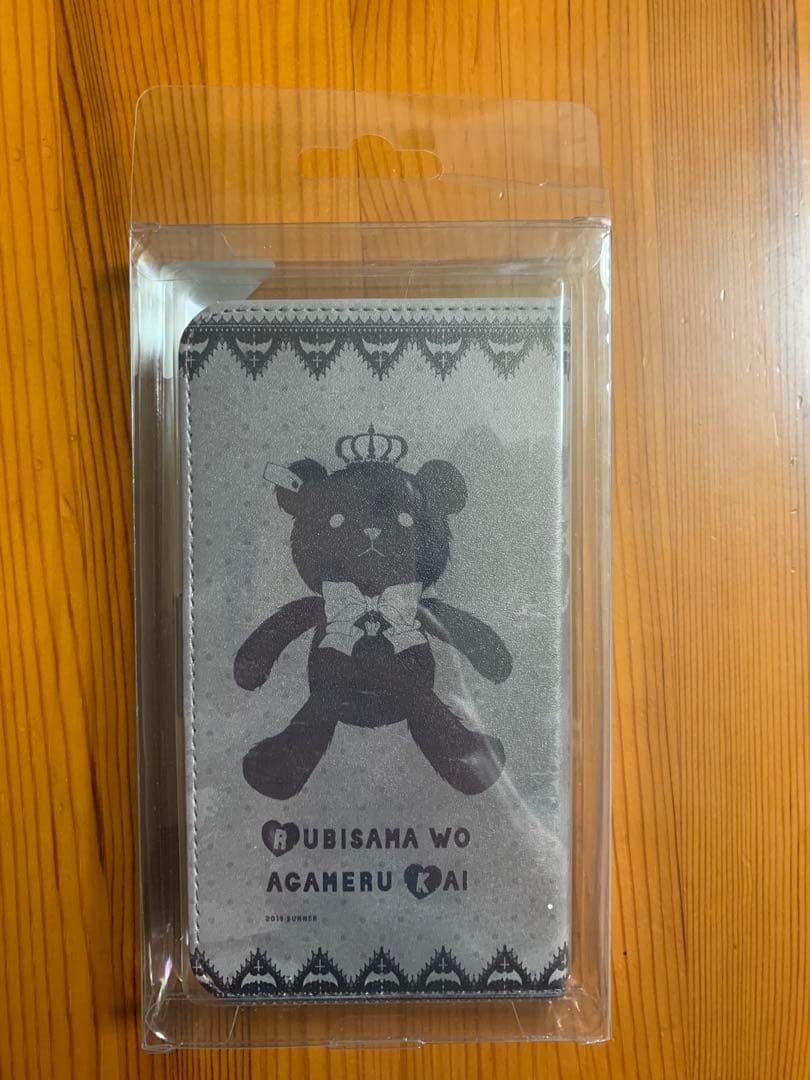 RUBISAMA WO
AGAMERU KAI
2019 SUMMER